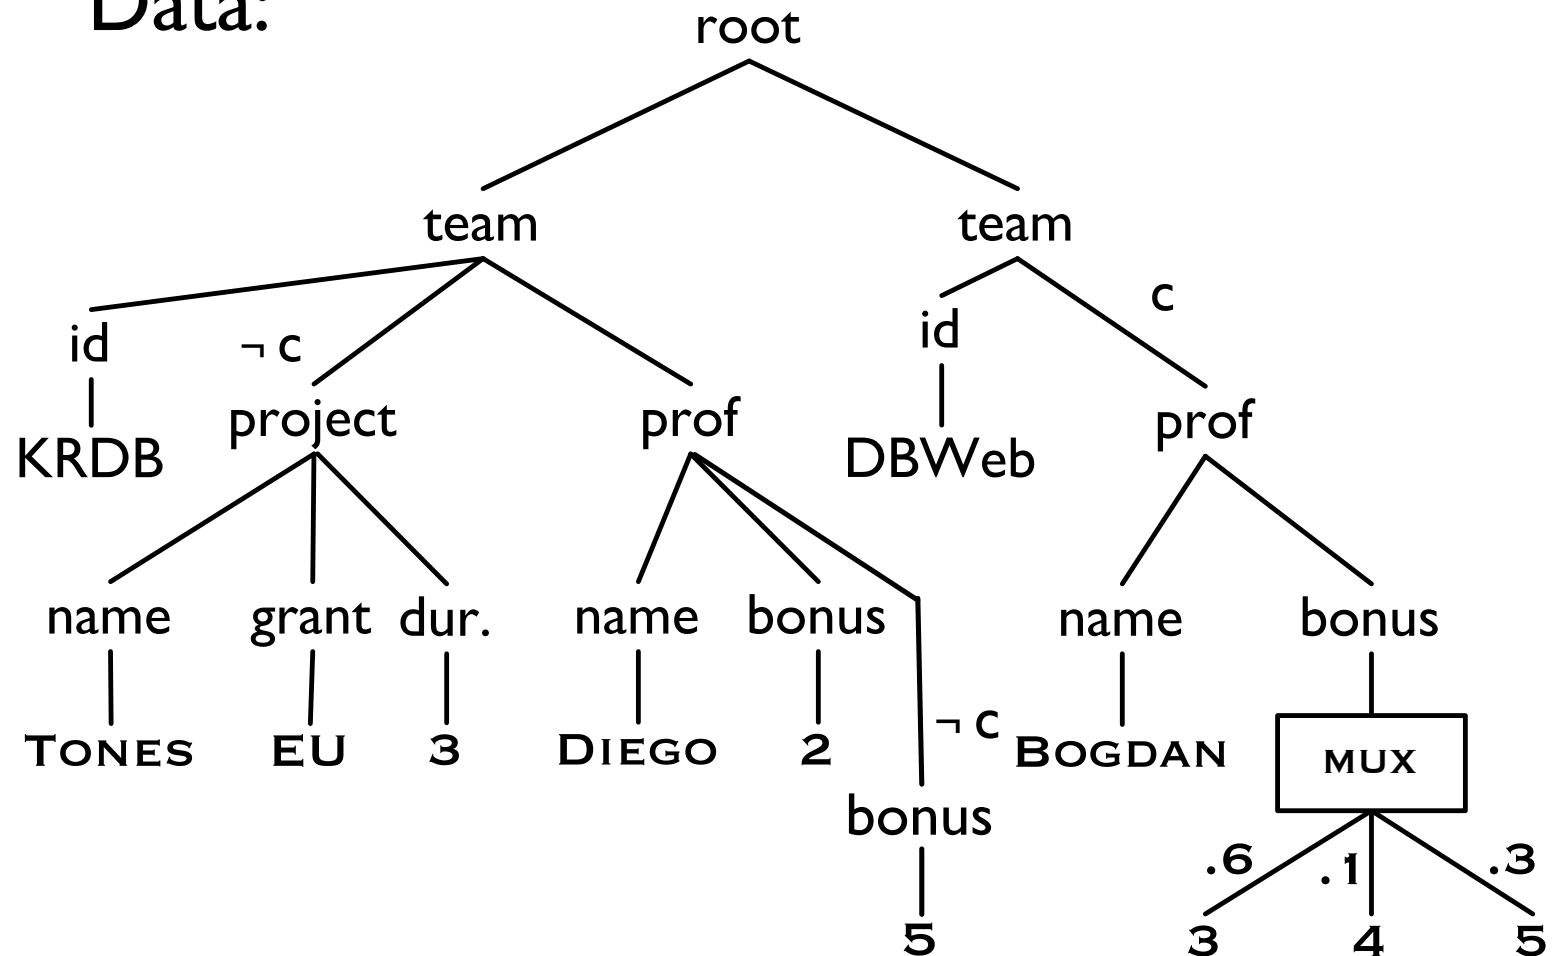 Data:
root
team team
id ¬ c id c
project prof prof
KRDB DBWeb
name grant dur. name bonus name bonus
TONES EU 3 DIEGO 2 ¬ c BOGDAN MUX
bonus
.6 .1 .3
5 3 4 5